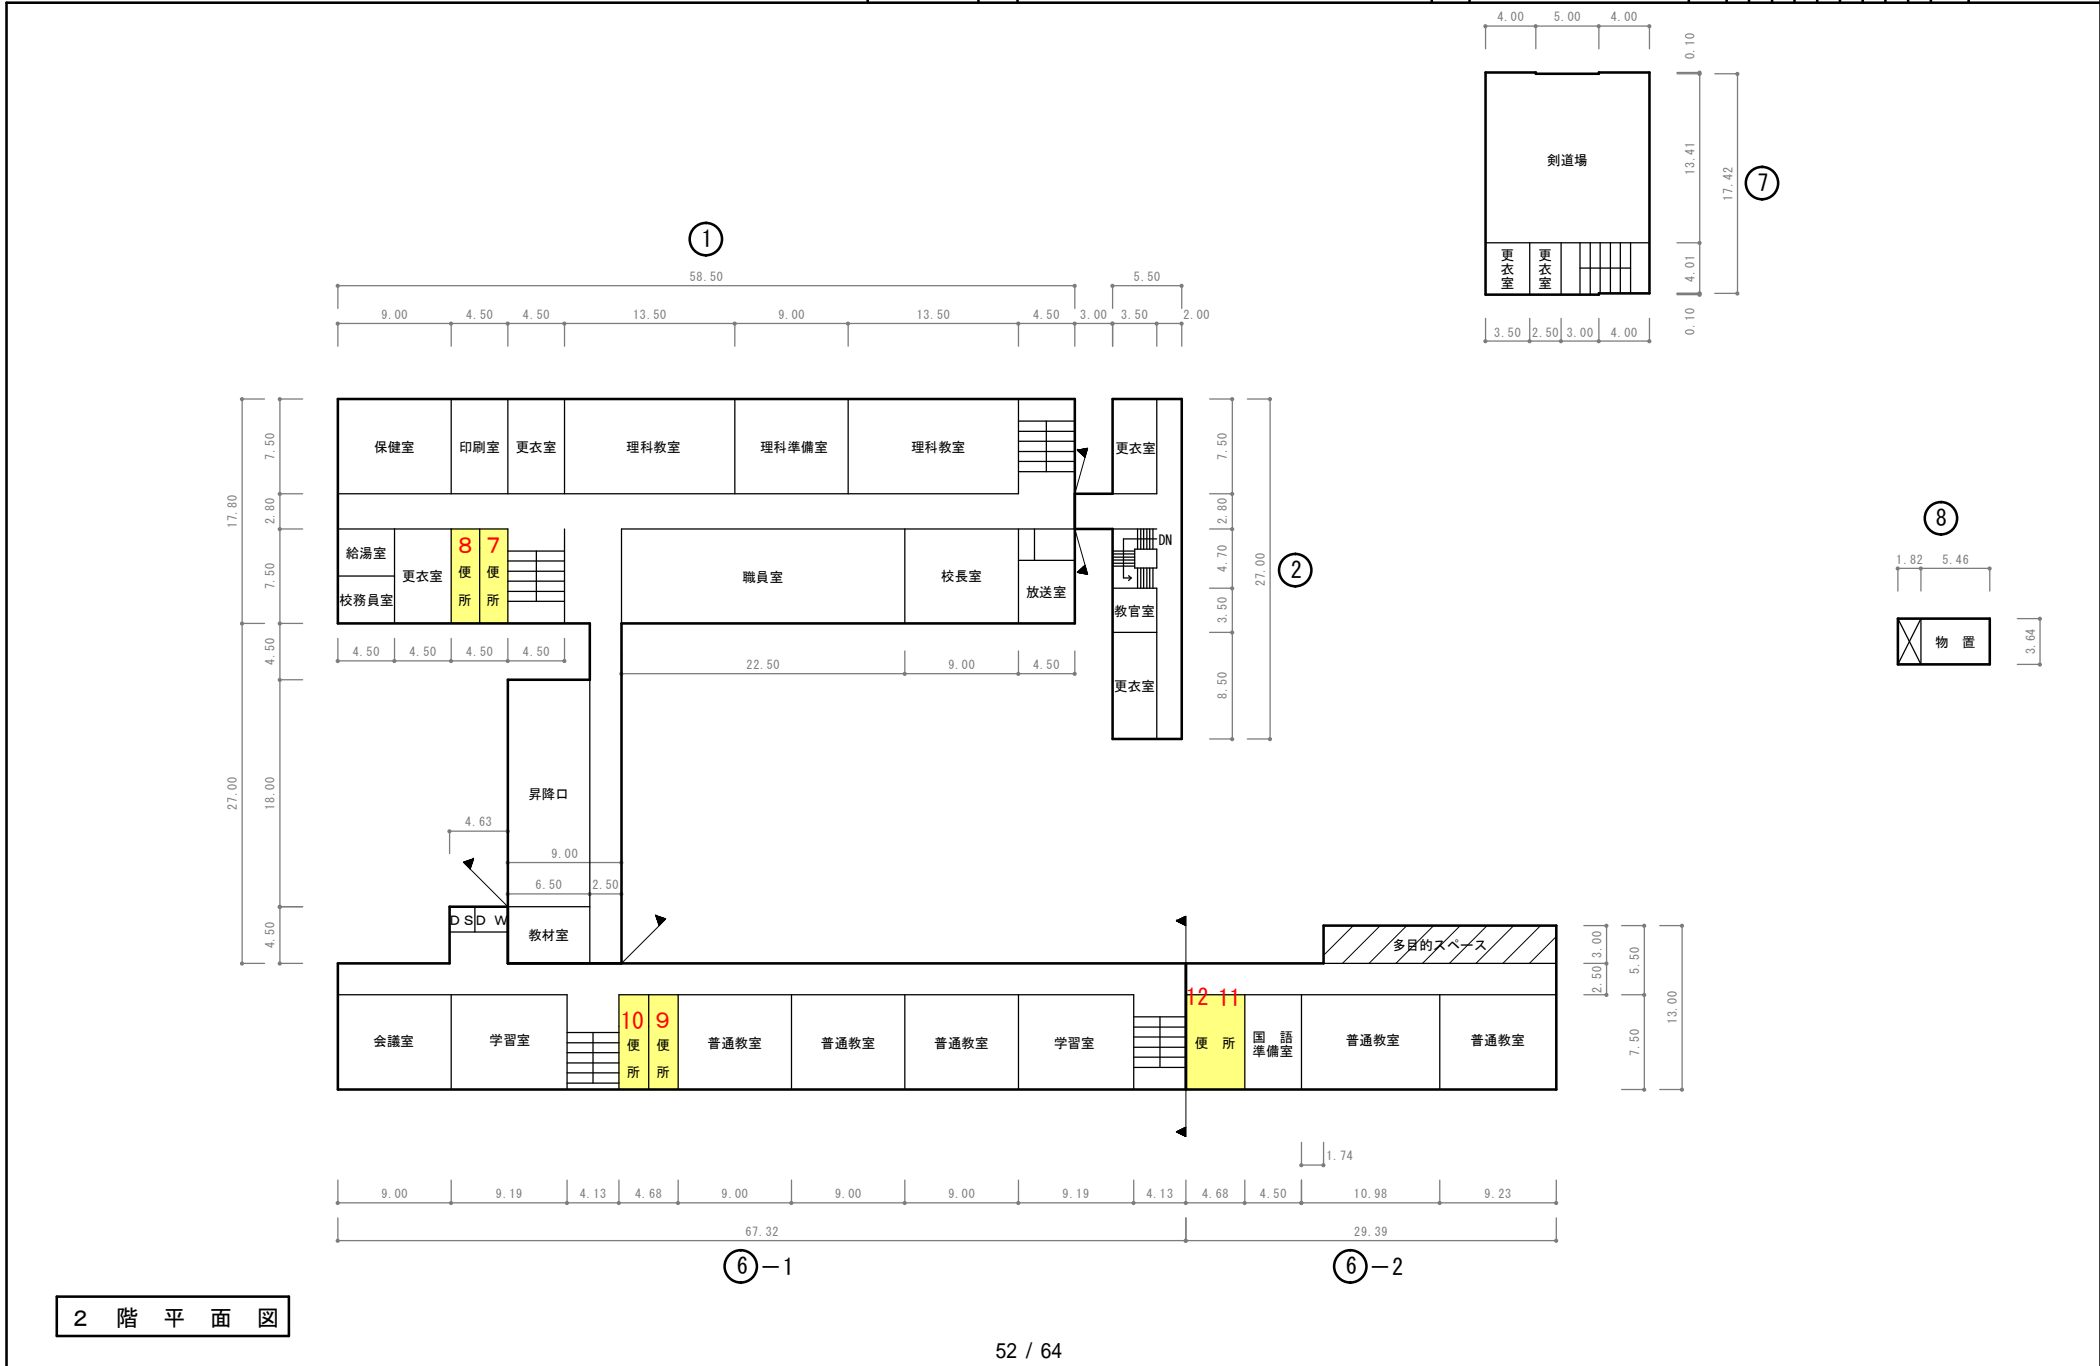 4.00 5.00 4.00
0.10
13.41
17.42
⑦
剣道場
更衣室
更衣室
4.01
0.10
3.50 2.50 3.00 4.00
①
58.50 5.50
9.00 4.50 4.50 13.50 9.00 13.50 4.50 3.00 3.50 2.00
17.80
7.50
2.80
7.50
保健室 印刷室 更衣室 理科教室 理科準備室 理科教室 更衣室
7.50
2.80
4.70
3.50
8.50
27.00
②
給湯室
校務員室
更衣室
8 7
便所
便所
職員室 校長室 放送室
DN
教官室
更衣室
4.50 4.50 4.50 4.50
22.50 9.00 4.50
⑧
1.82 5.46
物 置
3.64
27.00
4.50
18.00
4.50
昇降口
4.63
9.00
6.50 2.50
DS DW
教材室
多目的スペース
3.00
2.50
5.50
7.50
13.00
会議室 学習室
10 9
便所
便所
普通教室 普通教室 普通教室 学習室
12 11
便 所
国 語
準備室
普通教室 普通教室
1.74
9.00 9.19 4.13 4.68 9.00 9.00 9.00 9.19 4.13 4.68 4.50 10.98 9.23
67.32 29.39
⑥-1 ⑥-2
2 階 平 面 図
52 / 64